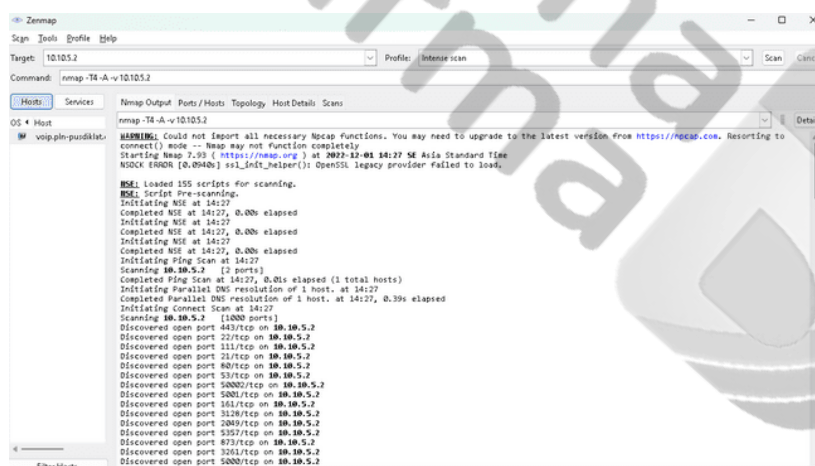 Zenmap
Scan Tools Profile Help
Target: 10.10.5.2 Profile: Intense scan Scan Canc
Command: nmap -T4 -A -v 10.10.5.2
Hosts Services Nmap Output Ports / Hosts Topology Host Details Scans
OS Host nmap -T4 -A -v 10.10.5.2 Detai
voip.pln-pusdiklat.
WARNING: Could not import all necessary Npcap functions. You may need to upgrade to the latest version from https://npcap.com. Resorting to
connect() mode -- Nmap may not function completely
Starting Nmap 7.93 ( https://nmap.org ) at 2022-12-01 14:27 SE Asia Standard Time
NSOCK ERROR [0.0940s] ssl_init_helper(): OpenSSL legacy provider failed to load.
NSE: Loaded 155 scripts for scanning.
NSE: Script Pre-scanning.
Initiating NSE at 14:27
Completed NSE at 14:27, 0.00s elapsed
Initiating NSE at 14:27
Completed NSE at 14:27, 0.00s elapsed
Initiating NSE at 14:27
Completed NSE at 14:27, 0.00s elapsed
Initiating Ping Scan at 14:27
Scanning 10.10.5.2 [2 ports]
Completed Ping Scan at 14:27, 0.01s elapsed (1 total hosts)
Initiating Parallel DNS resolution of 1 host. at 14:27
Completed Parallel DNS resolution of 1 host. at 14:27, 0.39s elapsed
Initiating Connect Scan at 14:27
Scanning 10.10.5.2 [1000 ports]
Discovered open port 443/tcp on 10.10.5.2
Discovered open port 22/tcp on 10.10.5.2
Discovered open port 111/tcp on 10.10.5.2
Discovered open port 21/tcp on 10.10.5.2
Discovered open port 80/tcp on 10.10.5.2
Discovered open port 53/tcp on 10.10.5.2
Discovered open port 50002/tcp on 10.10.5.2
Discovered open port 5001/tcp on 10.10.5.2
Discovered open port 161/tcp on 10.10.5.2
Discovered open port 3128/tcp on 10.10.5.2
Discovered open port 2049/tcp on 10.10.5.2
Discovered open port 5357/tcp on 10.10.5.2
Discovered open port 873/tcp on 10.10.5.2
Discovered open port 3261/tcp on 10.10.5.2
Discovered open port 5000/tcp on 10.10.5.2